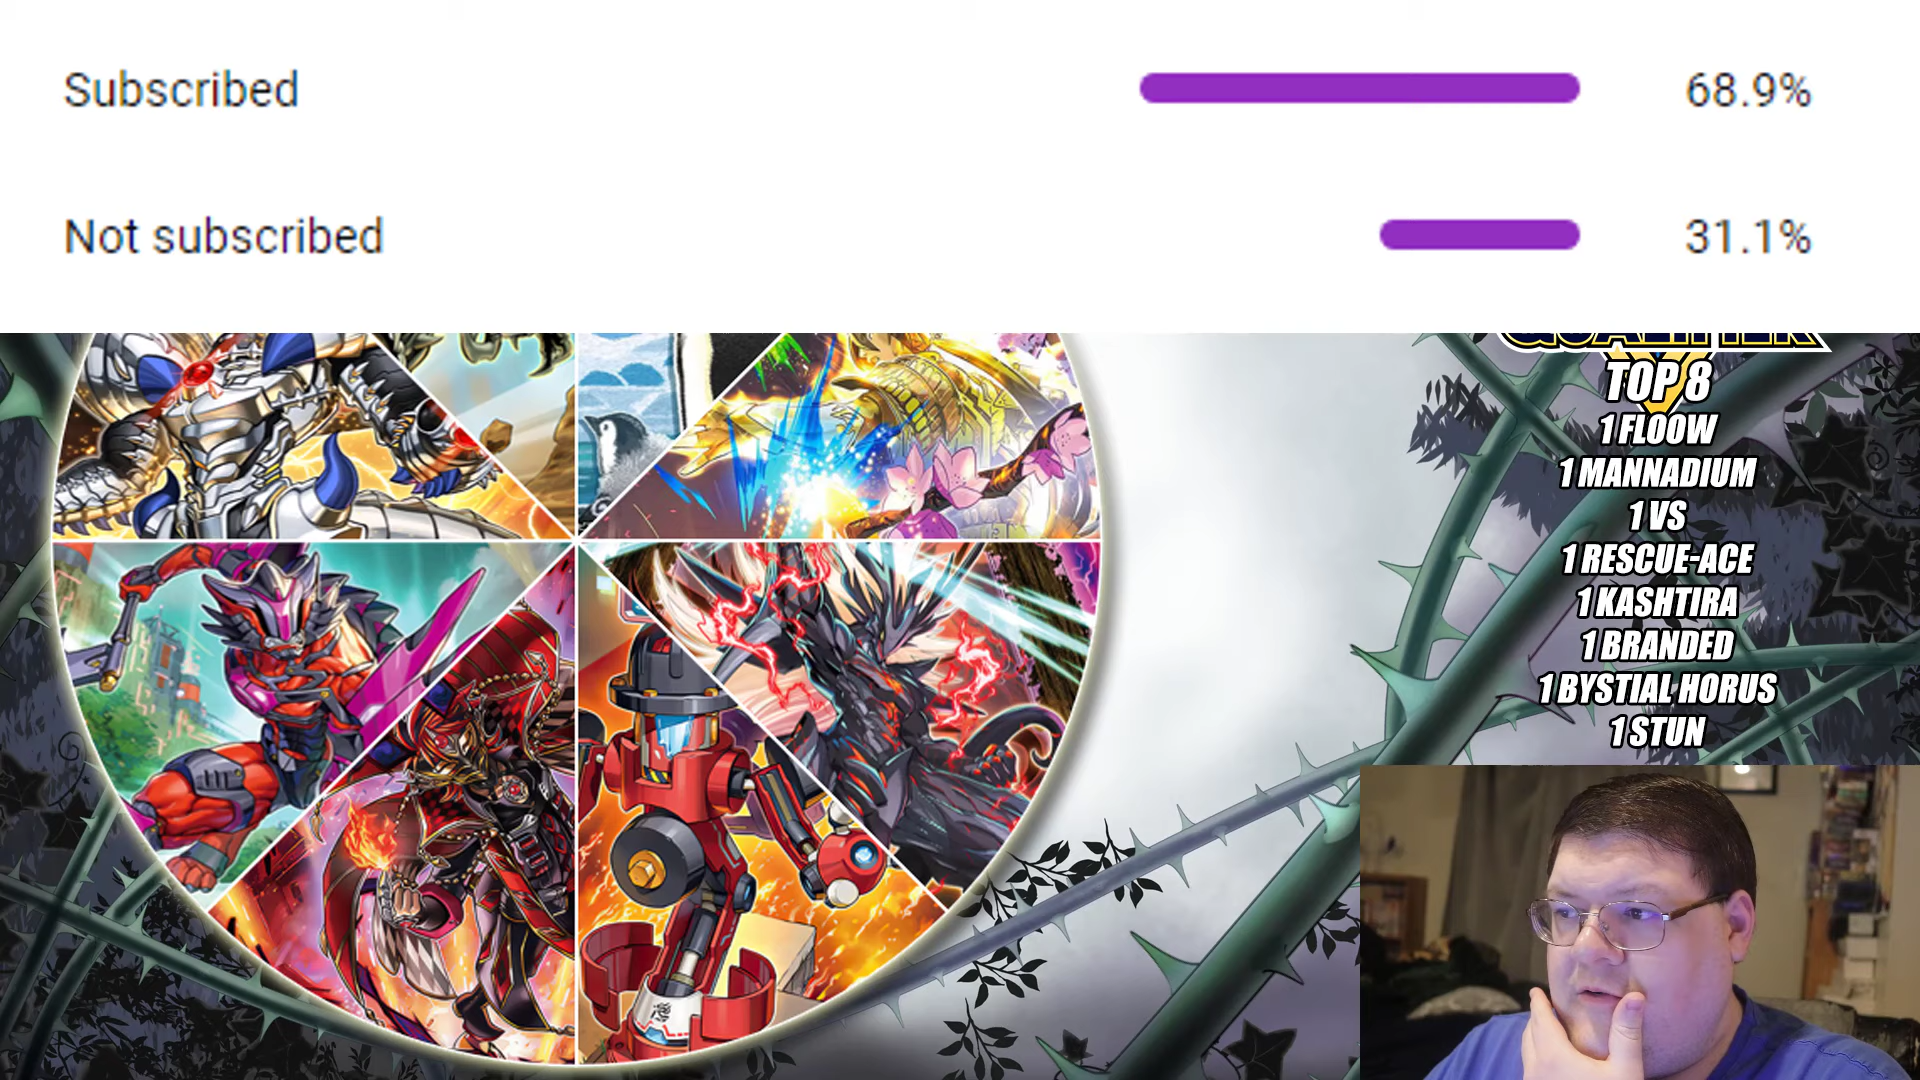 Subscribed 68.9%
Not subscribed 31.1%
QUALIFIER
TOP 8
1 FLOOW
1 MANNADIUM
1 VS
1 RESCUE-ACE
1 KASHTIRA
1 BRANDED
1 BYSTIAL HORUS
1 STUN